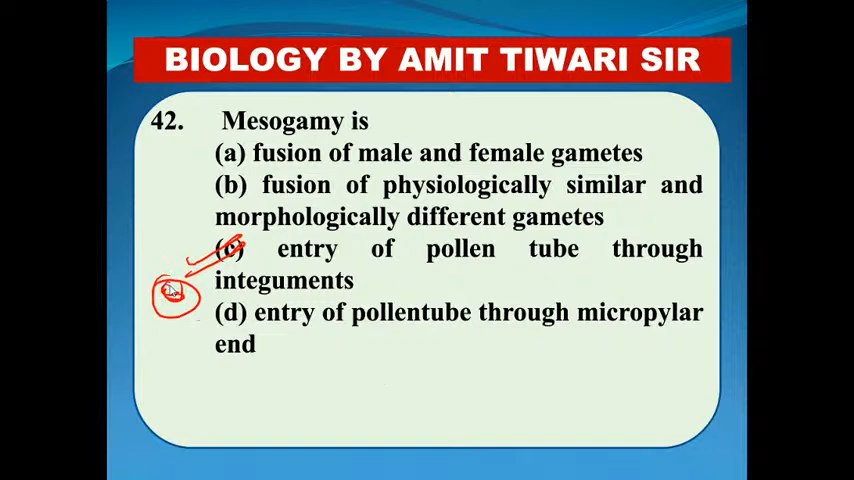 BIOLOGY BY AMIT TIWARI SIR
42. Mesogamy is
(a) fusion of male and female gametes
(b) fusion of physiologically similar and
morphologically different gametes
(c) entry of pollen tube through
integuments
(d) entry of pollentube through micropylar
end